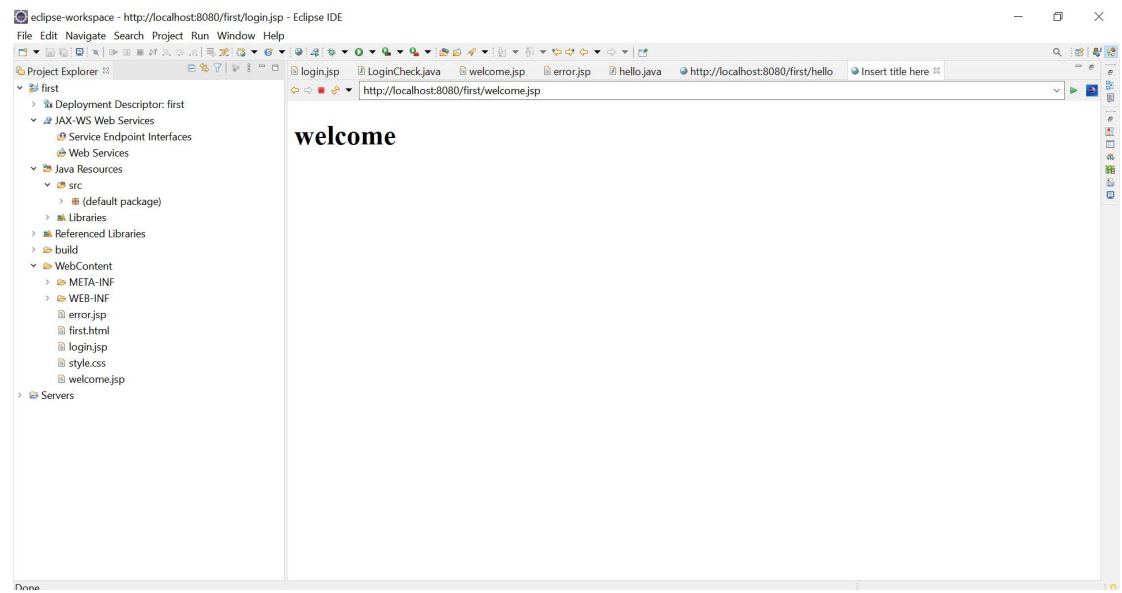 eclipse-workspace - http://localhost:8080/first/login.jsp - Eclipse IDE
File Edit Navigate Search Project Run Window Help
Project Explorer
login.jsp LoginCheck.java welcome.jsp error.jsp hello.java http://localhost:8080/first/hello Insert title here
http://localhost:8080/first/welcome.jsp
first
Deployment Descriptor: first
JAX-WS Web Services
Service Endpoint Interfaces
Web Services
Java Resources
src
(default package)
Libraries
Referenced Libraries
build
WebContent
META-INF
WEB-INF
error.jsp
first.html
login.jsp
style.css
welcome.jsp
Servers
welcome
Done